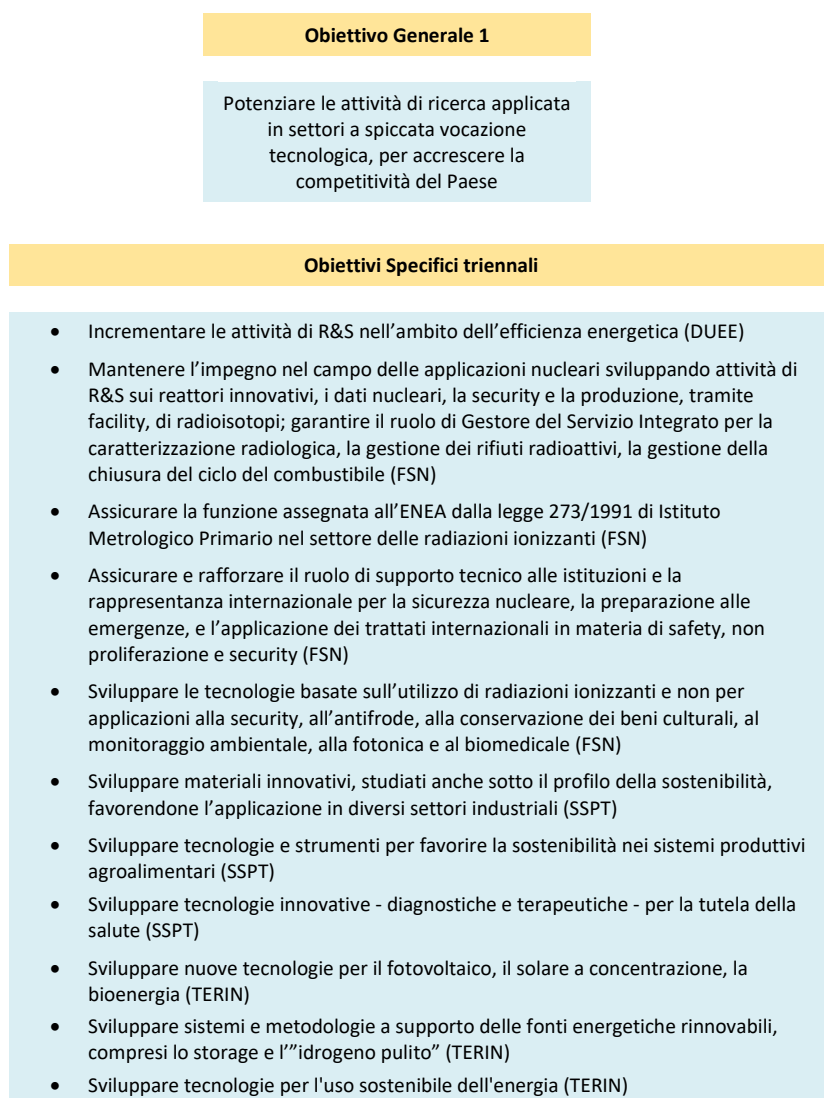 Obiettivo Generale 1
Potenziare le attività di ricerca applicata
in settori a spiccata vocazione
tecnologica, per accrescere la
competitività del Paese
Obiettivi Specifici triennali
• Incrementare le attività di R&S nell’ambito dell’efficienza energetica (DUEE)
• Mantenere l’impegno nel campo delle applicazioni nucleari sviluppando attività di
R&S sui reattori innovativi, i dati nucleari, la security e la produzione, tramite
facility, di radioisotopi; garantire il ruolo di Gestore del Servizio Integrato per la
caratterizzazione radiologica, la gestione dei rifiuti radioattivi, la gestione della
chiusura del ciclo del combustibile (FSN)
• Assicurare la funzione assegnata all’ENEA dalla legge 273/1991 di Istituto
Metrologico Primario nel settore delle radiazioni ionizzanti (FSN)
• Assicurare e rafforzare il ruolo di supporto tecnico alle istituzioni e la
rappresentanza internazionale per la sicurezza nucleare, la preparazione alle
emergenze, e l’applicazione dei trattati internazionali in materia di safety, non
proliferazione e security (FSN)
• Sviluppare le tecnologie basate sull’utilizzo di radiazioni ionizzanti e non per
applicazioni alla security, all’antifrode, alla conservazione dei beni culturali, al
monitoraggio ambientale, alla fotonica e al biomedicale (FSN)
• Sviluppare materiali innovativi, studiati anche sotto il profilo della sostenibilità,
favorendone l’applicazione in diversi settori industriali (SSPT)
• Sviluppare tecnologie e strumenti per favorire la sostenibilità nei sistemi produttivi
agroalimentari (SSPT)
• Sviluppare tecnologie innovative - diagnostiche e terapeutiche - per la tutela della
salute (SSPT)
• Sviluppare nuove tecnologie per il fotovoltaico, il solare a concentrazione, la
bioenergia (TERIN)
• Sviluppare sistemi e metodologie a supporto delle fonti energetiche rinnovabili,
compresi lo storage e l’”idrogeno pulito” (TERIN)
• Sviluppare tecnologie per l'uso sostenibile dell'energia (TERIN)